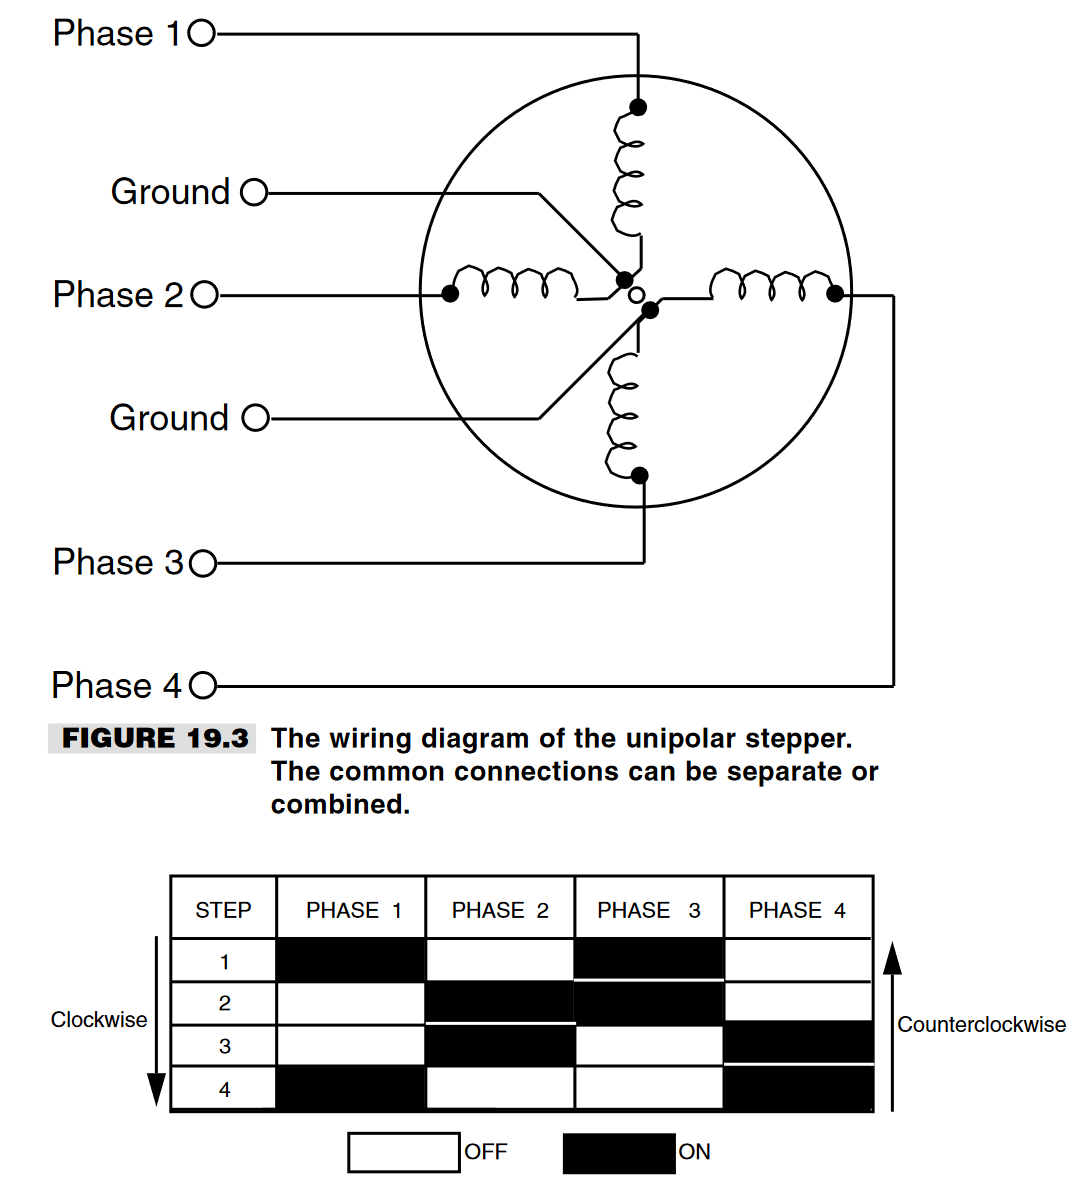 Phase 1
Ground
Phase 2
Ground
Phase 3
Phase 4
FIGURE 19.3 The wiring diagram of the unipolar stepper.
The common connections can be separate or
combined.
STEP PHASE 1 PHASE 2 PHASE 3 PHASE 4
1
2
Clockwise
Counterclockwise
3
4
OFF ON